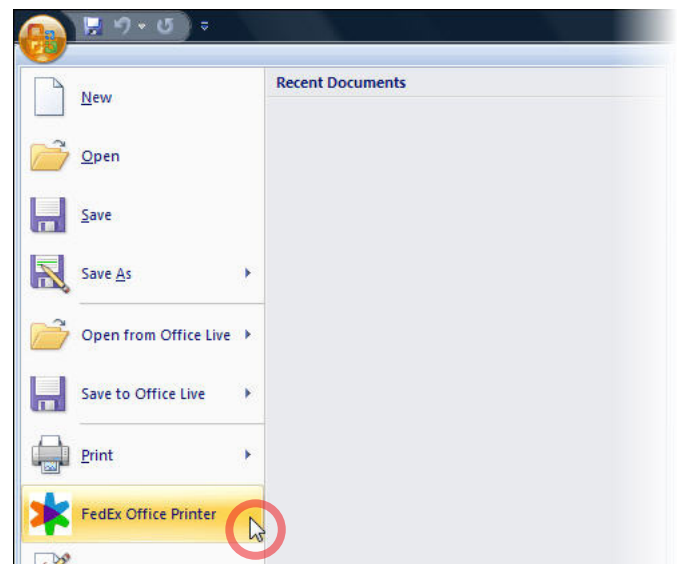 Recent Documents
New
Open
Save
Save As
Open from Office Live
Save to Office Live
Print
FedEx Office Printer